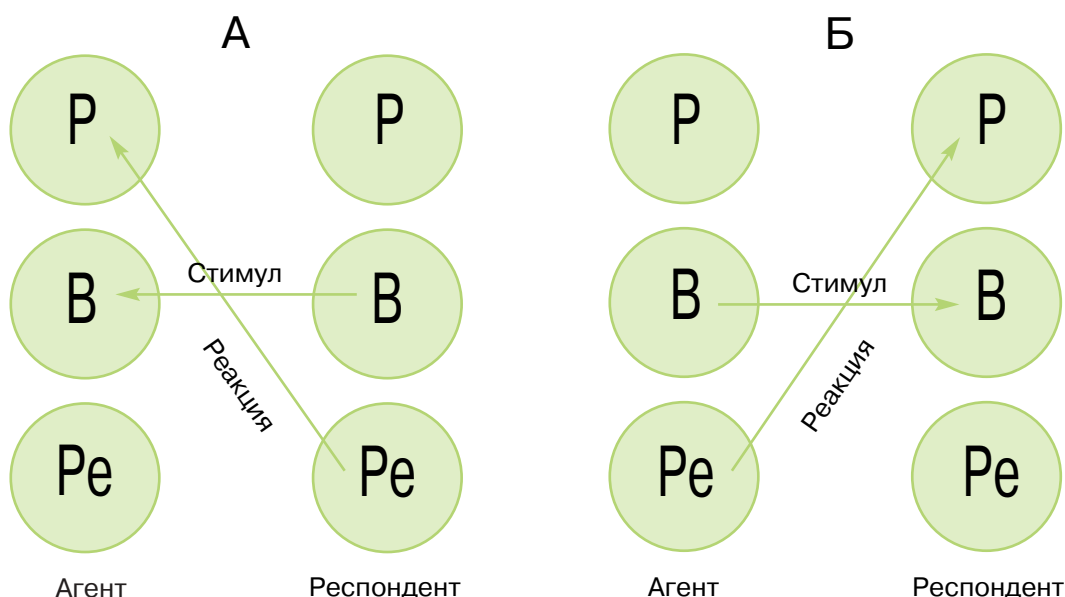 А
Б
Р
Р
Р
Р
Стимул
В
В
Стимул
В
В
Реакция
Реакция
Ре
Ре
Ре
Ре
Агент
Респондент
Агент
Респондент